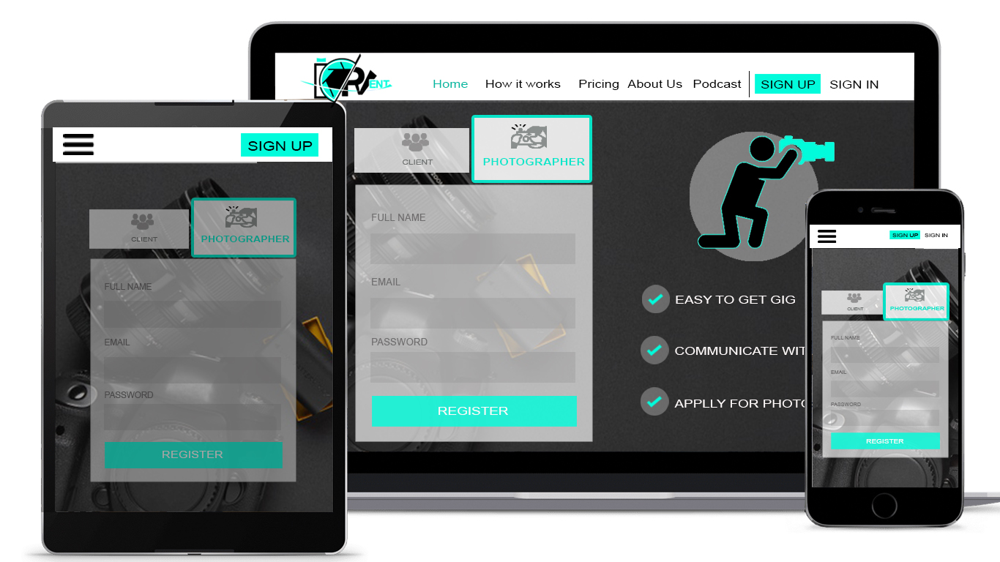 ENT.
Home How it works Pricing About Us Podcast SIGN UP SIGN IN
CLIENT
PHOTOGRAPHER
FULL NAME
EMAIL
PASSWORD
REGISTER
EASY TO GET GIG
COMMUNICATE WIT
APPLLY FOR PHOTO
SIGN UP
CLIENT
PHOTOGRAPHER
FULL NAME
EMAIL
PASSWORD
REGISTER
SIGN UP SIGN IN
CLIENT
PHOTOGRAPHER
FULL NAME
EMAIL
PASSWORD
REGISTER